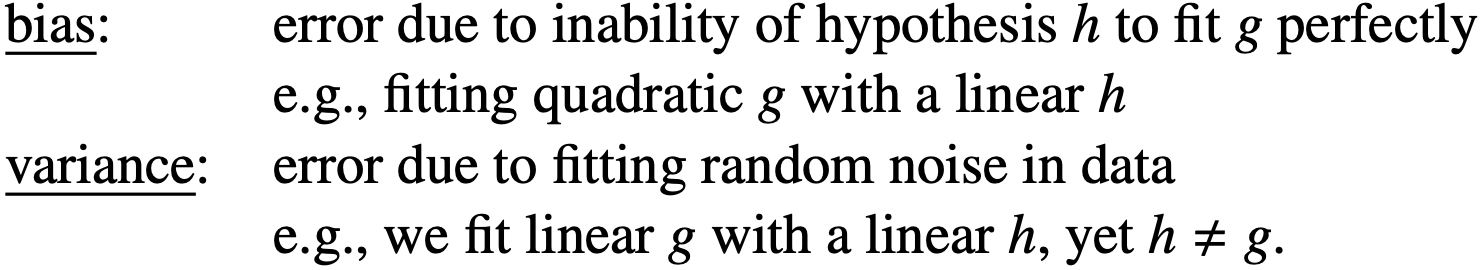 bias: error due to inability of hypothesis h to fit g perfectly
e.g., fitting quadratic g with a linear h
variance: error due to fitting random noise in data
e.g., we fit linear g with a linear h, yet h ≠ g.